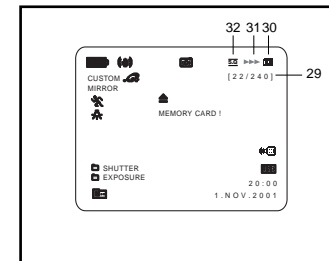 32 31 30
CUSTOM [22/240] 29
MIRROR
MEMORY CARD !
SHUTTER
EXPOSURE
20:00
1.NOV.2001